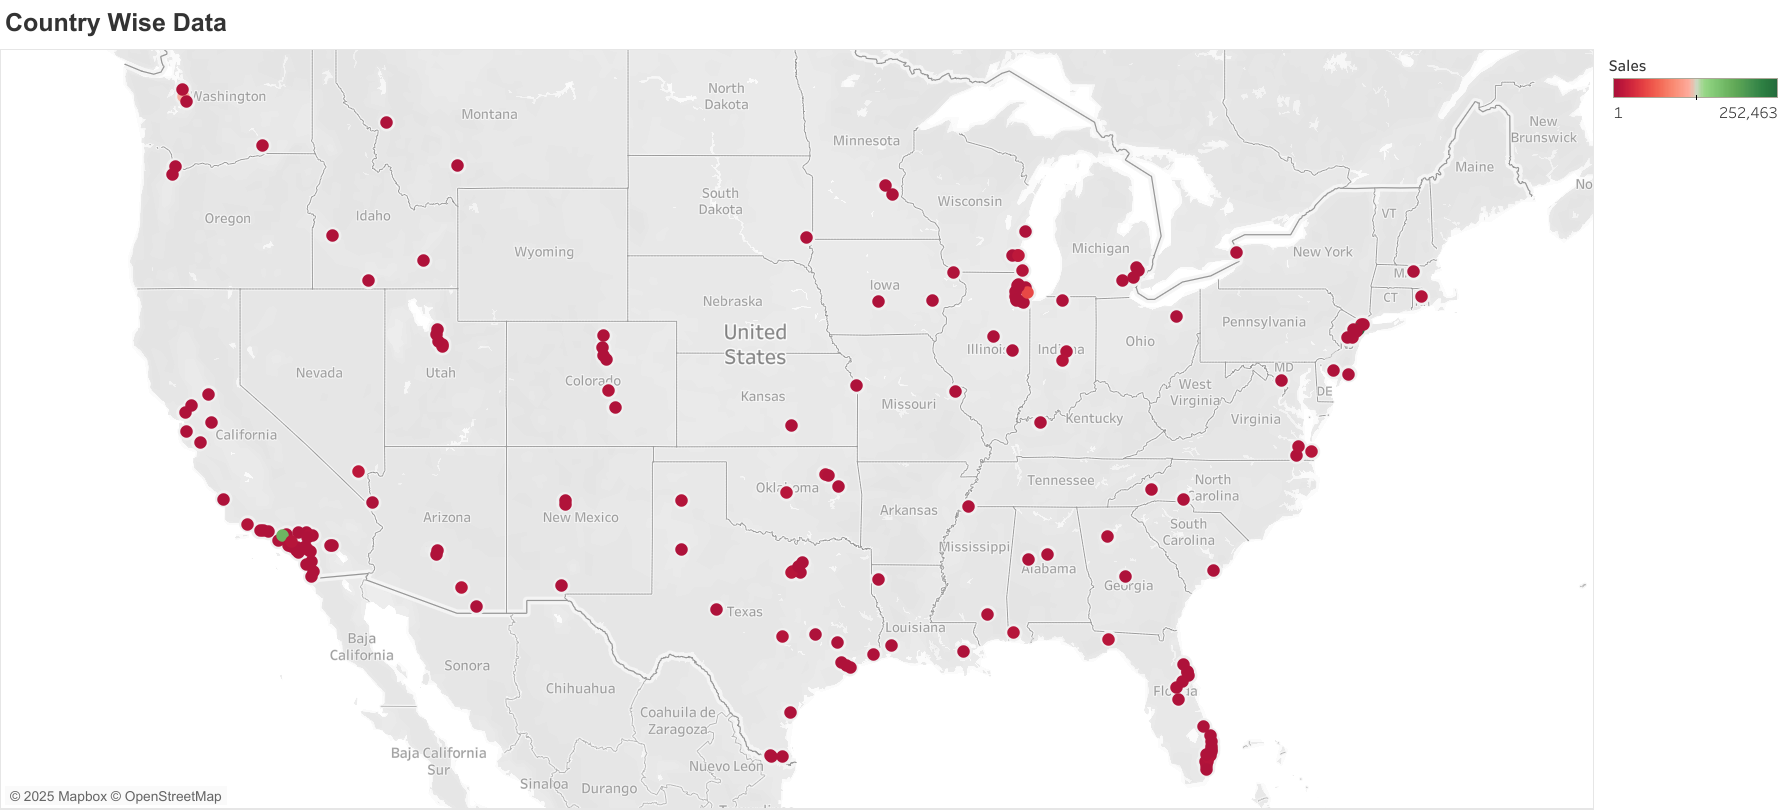 Country Wise Data
Sales
1
252,463
Washington
North
Dakota
Montana
Minnesota
New
Brunswick
Maine
No
South
Dakota
Wisconsin
Oregon
Idaho
VT
Michigan
New York
Wyoming
Iowa
CT
Nebraska
Pennsylvania
United
States
Ohio
Illinois
Indiana
Nevada
Utah
Colorado
MD
DE
West
Virginia
Kansas
Missouri
Kentucky
Virginia
California
Tennessee
North
Carolina
Oklahoma
Arkansas
Arizona
New Mexico
South
Carolina
Mississippi
Alabama
Georgia
Texas
Louisiana
Baja
California
Sonora
Chihuahua
Florida
Coahuila de
Zaragoza
Baja California
Sur
Nuevo León
Sinaloa
Durango
© 2025 Mapbox © OpenStreetMap